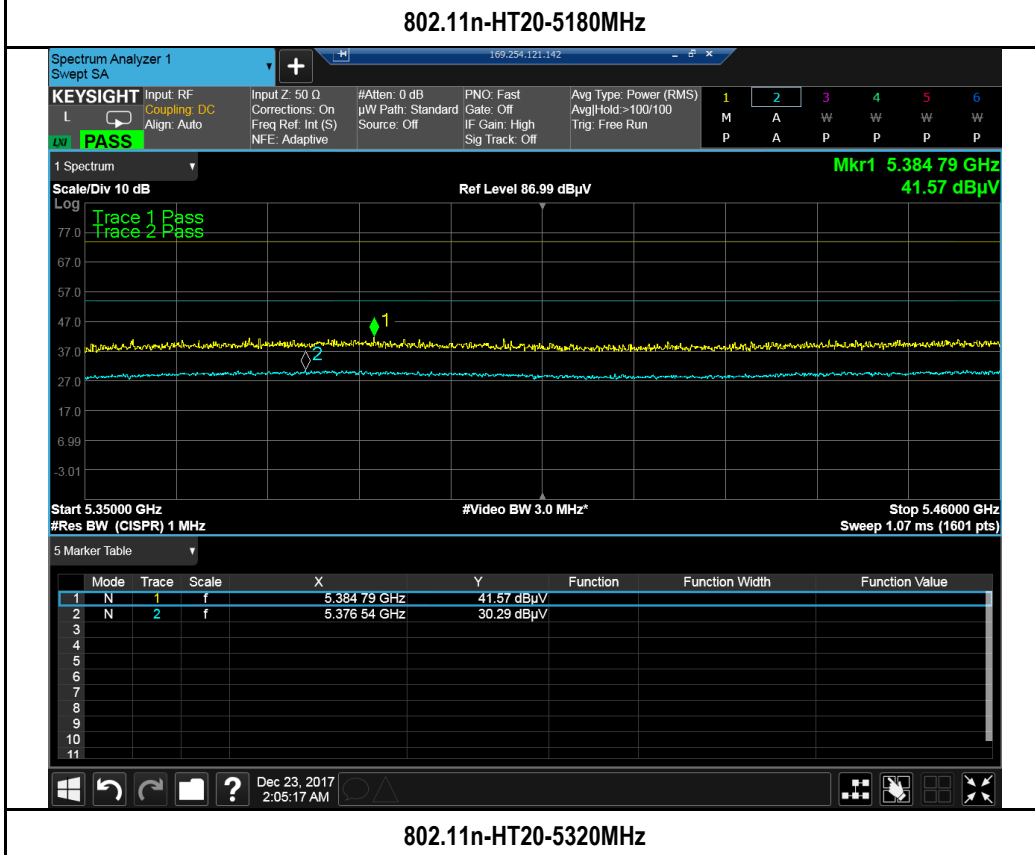 802.11n-HT20-5180MHz
Spectrum Analyzer 1
Swept SA
+
169.254.121.142
KEYSIGHT
L
LXI PASS
Input: RF
Coupling: DC
Align: Auto
Input Z: 50 Ω
Corrections: On
Freq Ref: Int (S)
NFE: Adaptive
#Atten: 0 dB
µW Path: Standard
Source: Off
PNO: Fast
Gate: Off
IF Gain: High
Sig Track: Off
Avg Type: Power (RMS)
Avg|Hold:>100/100
Trig: Free Run
1 2 3 4 5 6
M A W W W W
P A P P P P
1 Spectrum
Mkr1 5.384 79 GHz
Scale/Div 10 dB Ref Level 86.99 dBµV 41.57 dBµV
Log
Trace 1 Pass
Trace 2 Pass
77.0
67.0
57.0
47.0
37.0
27.0
17.0
6.99
-3.01
1
2
Start 5.35000 GHz #Video BW 3.0 MHz* Stop 5.46000 GHz
#Res BW (CISPR) 1 MHz Sweep 1.07 ms (1601 pts)
5 Marker Table
Mode Trace Scale X Y Function Function Width Function Value
1 N 1 f 5.384 79 GHz 41.57 dBµV
2 N 2 f 5.376 54 GHz 30.29 dBµV
3
4
5
6
7
8
9
10
11
?
Dec 23, 2017
2:05:17 AM
802.11n-HT20-5320MHz